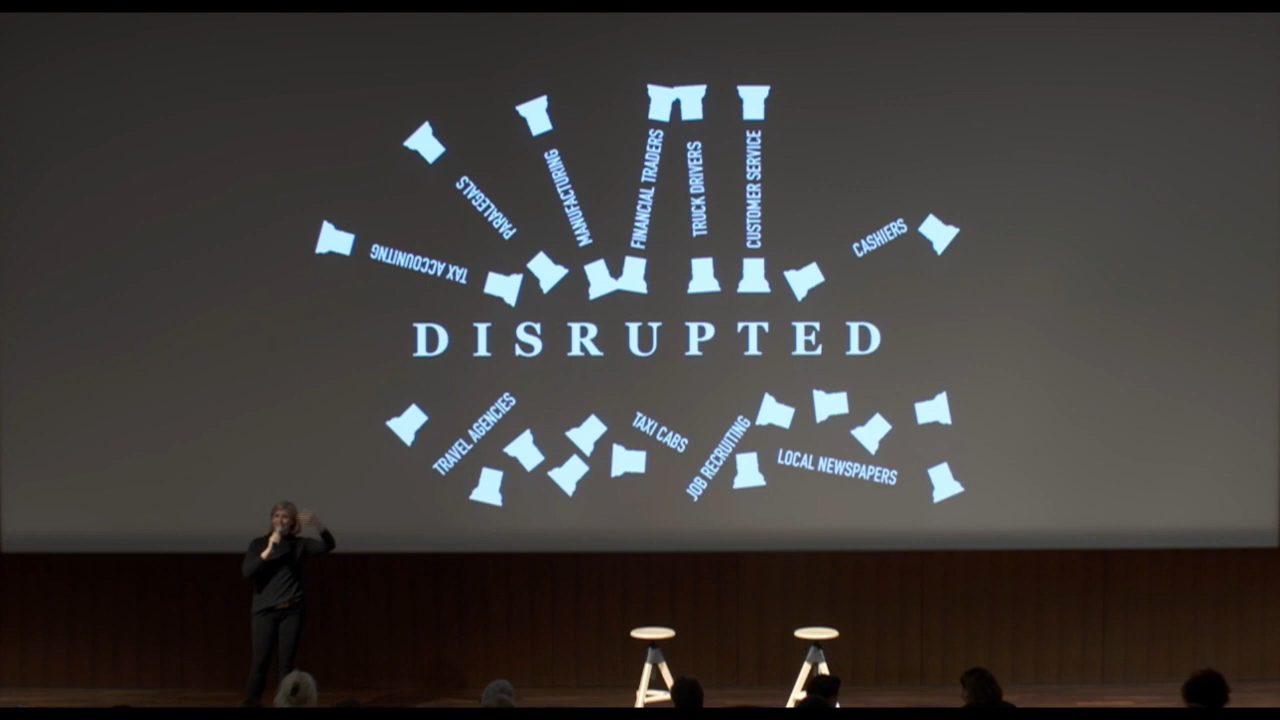 TAX ACCOUNITNG
PARALEGALS
MANUFACTURING
FINANCIAL TRADERS
TRUCK DRIVERS
CUSTOMER SERVICE
CASHIERS
DISRUPTED
TRAVEL AGENCIES
TAXI CABS
JOB RECRUITING
LOCAL NEWSPAPERS